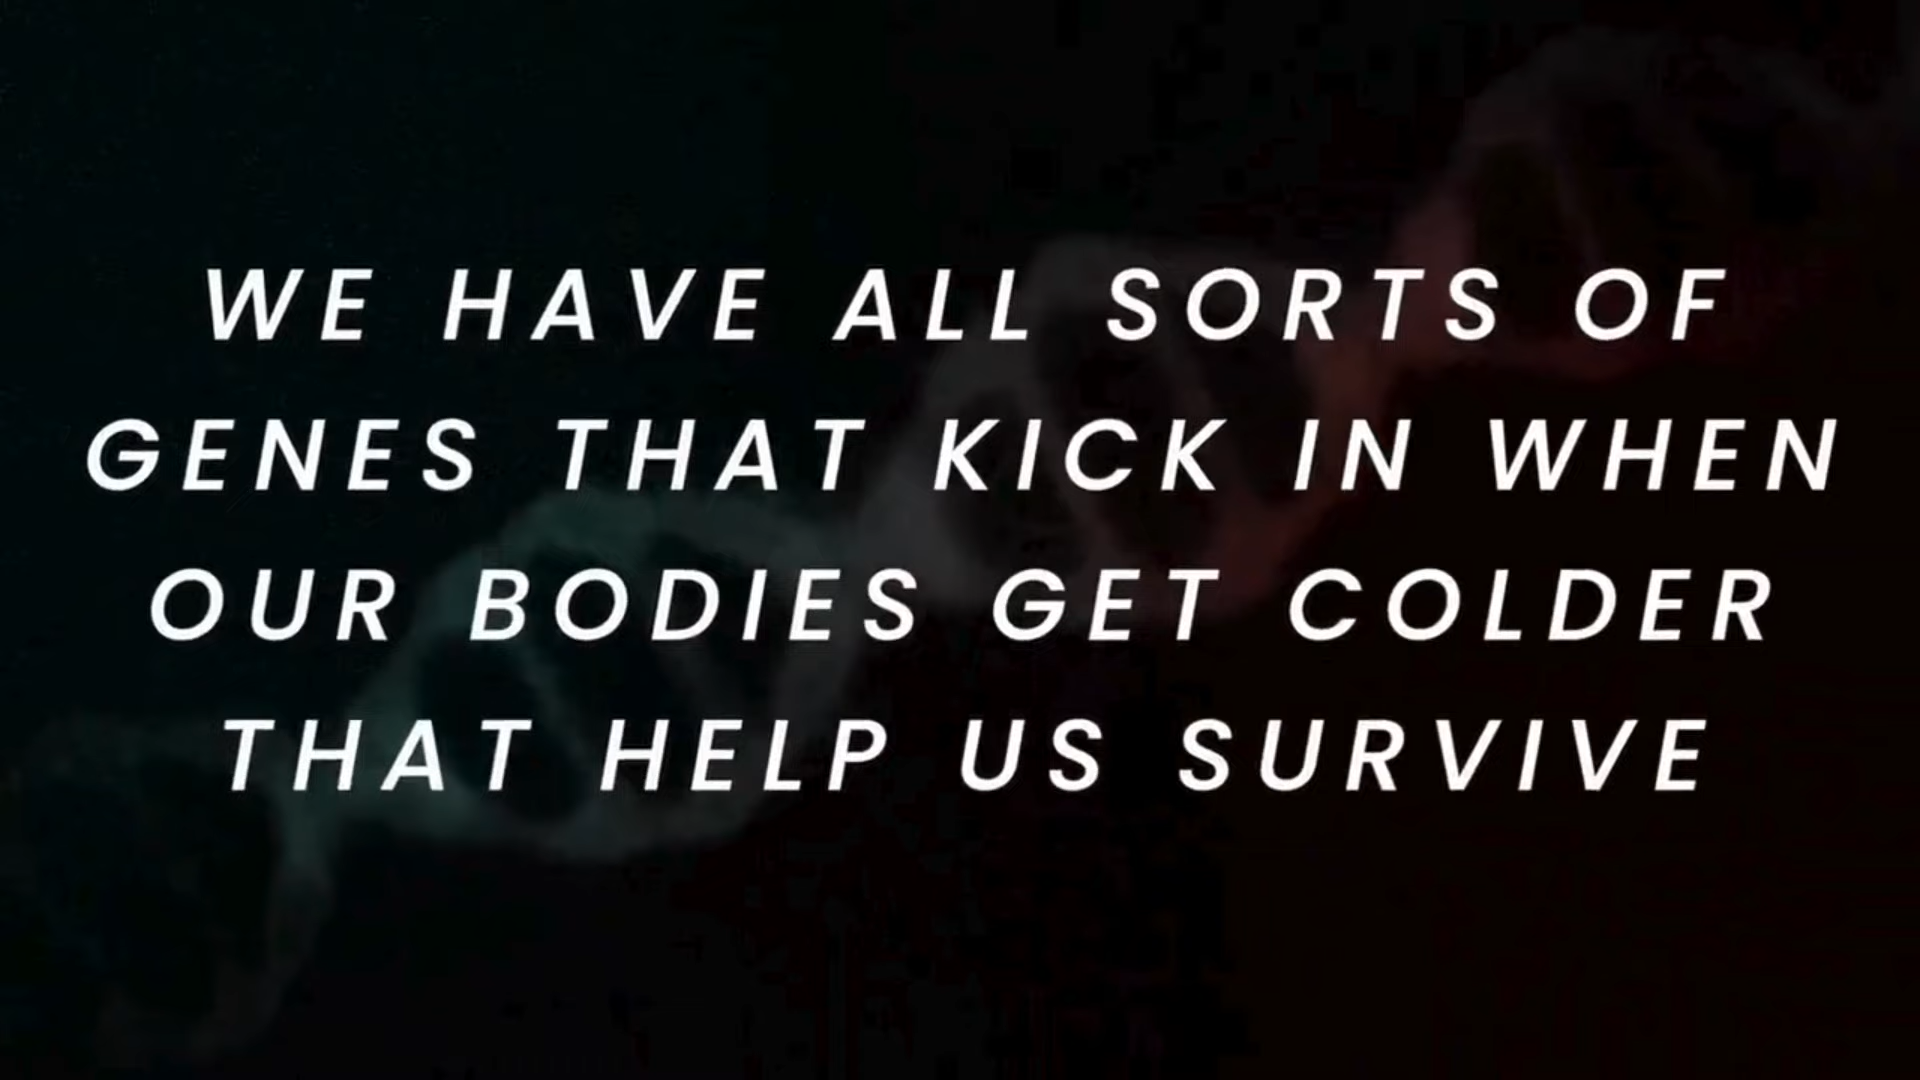 WE HAVE ALL SORTS OF
GENES THAT KICK IN WHEN
OUR BODIES GET COLDER
THAT HELP US SURVIVE